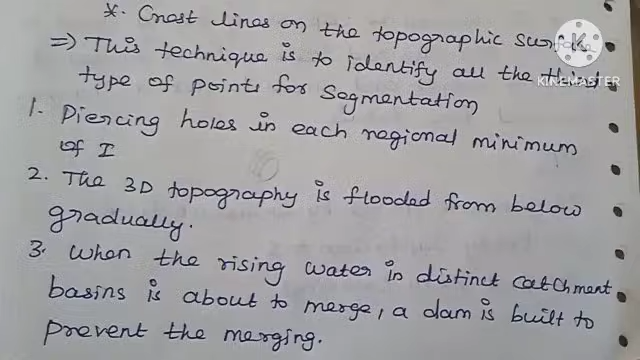 *. Crest lines on the topographic surface
⇒ This technique is to identify all the third
type of points for segmentation
1. Piercing holes in each regional minimum
of I
2. The 3D topography is flooded from below
gradually.
3. When the rising water in distinct catchment
basins is about to merge, a dam is built to
prevent the merging.
K
KINEMASTER